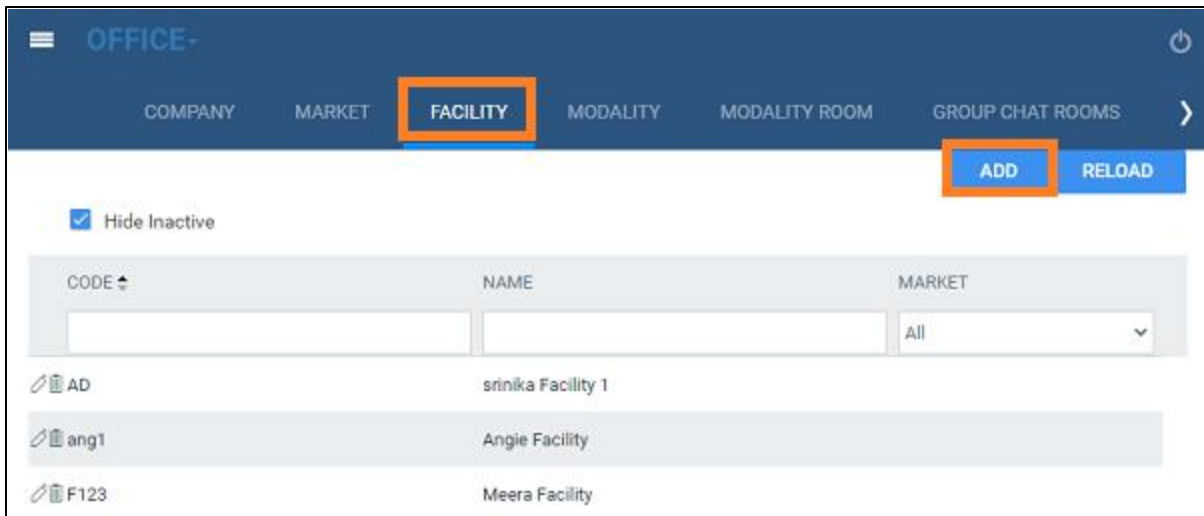 OFFICE
COMPANY MARKET FACILITY MODALITY MODALITY ROOM GROUP CHAT ROOMS
ADD RELOAD
Hide Inactive
CODE NAME MARKET
All
AD srinika Facility 1
ang1 Angie Facility
F123 Meera Facility